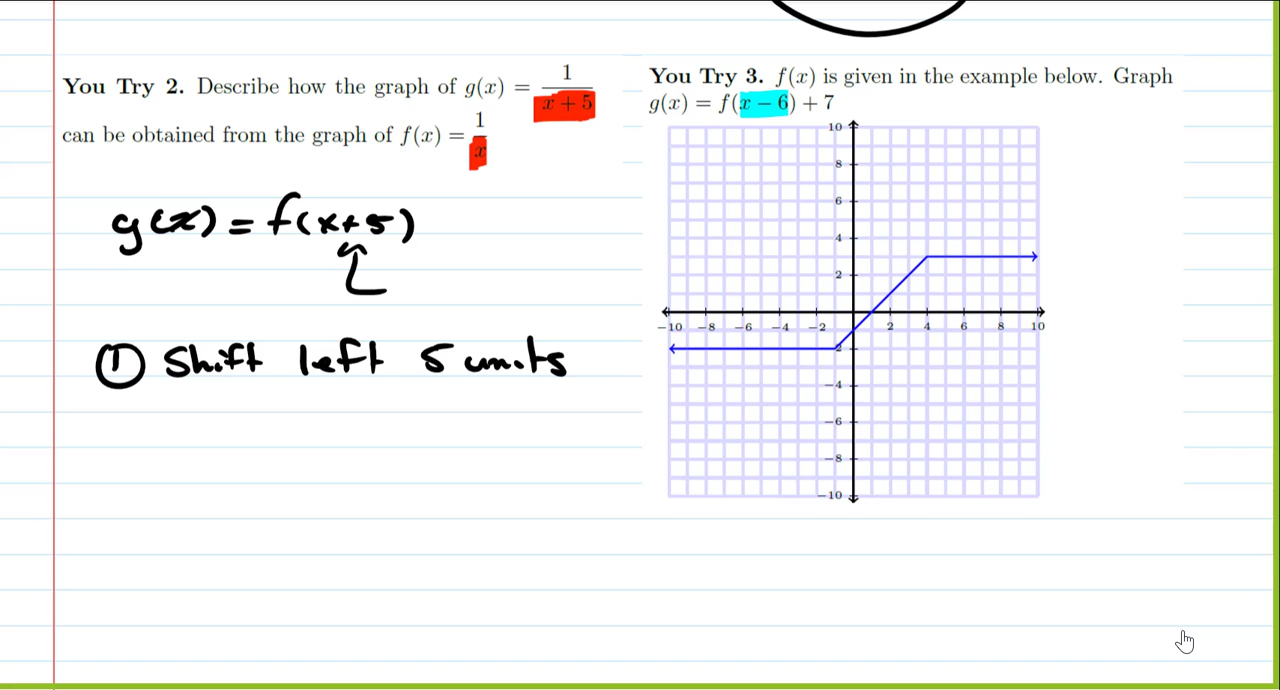 You Try 2. Describe how the graph of g(x) = 1/(x + 5)
can be obtained from the graph of f(x) = 1/x
g(x) = f(x+5)
① Shift left 5 units
You Try 3. f(x) is given in the example below. Graph
g(x) = f(x − 6) + 7
10
8
6
4
2
−10 −8 −6 −4 −2 2 4 6 8 10
−2
−4
−6
−8
−10